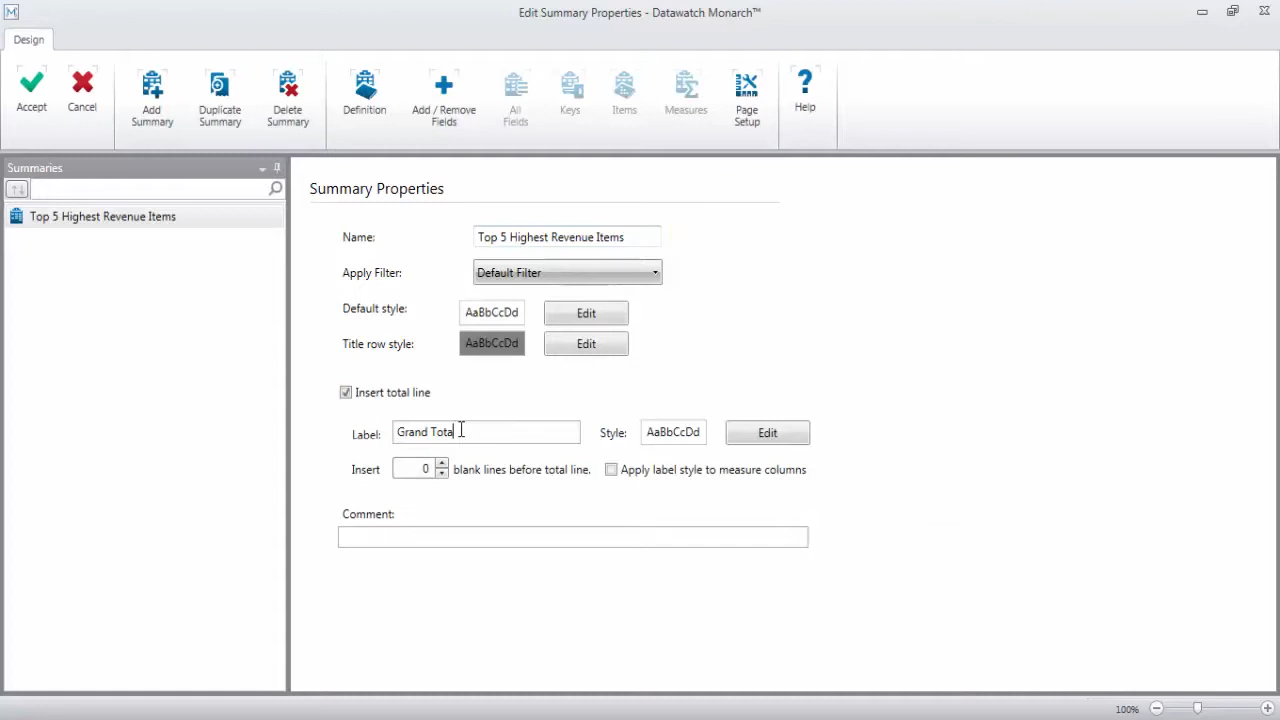 Edit Summary Properties - Datawatch Monarch™
Design
Accept
Cancel
Add Summary
Duplicate Summary
Delete Summary
Definition
Add / Remove Fields
All Fields
Keys
Items
Measures
Page Setup
Help
Summaries
Top 5 Highest Revenue Items
Summary Properties
Name: Top 5 Highest Revenue Items
Apply Filter: Default Filter
Default style: AaBbCcDd Edit
Title row style: AaBbCcDd Edit
Insert total line
Label: Grand Tota Style: AaBbCcDd Edit
Insert 0 blank lines before total line. Apply label style to measure columns
Comment:
100%